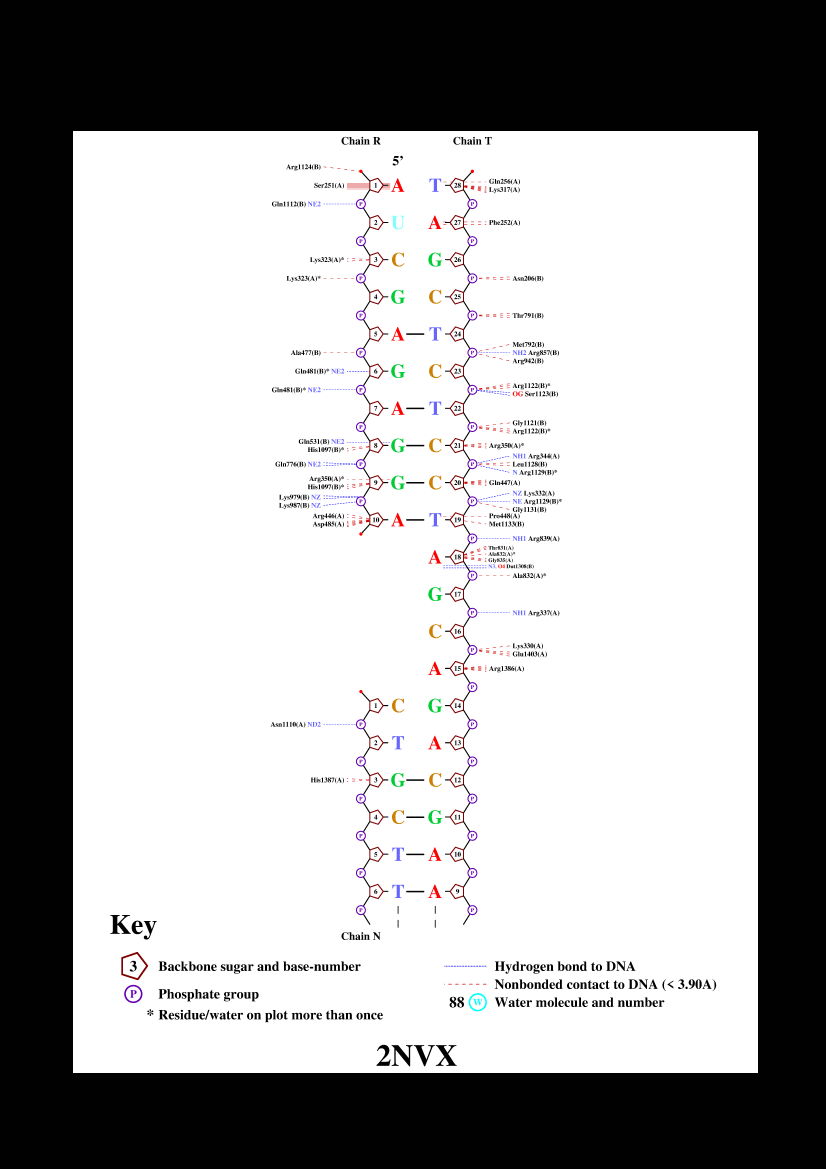 Chain R Chain T
5'
Arg1124(B)
Ser251(A) 1 A T 28 Gln256(A)
Lys317(A)
Gln1112(B) NE2 P P
2 U A 27 Phe252(A)
P P
Lys323(A)* 3 C G 26
Lys323(A)* P P Asn206(B)
4 G C 25
P P Thr791(B)
5 A T 24
Met792(B)
Ala477(B) P P NH2 Arg857(B)
Arg942(B)
Gln481(B)* NE2 6 G C 23
Arg1122(B)*
Gln481(B)* NE2 P P OG Ser1123(B)
7 A T 22
Gly1121(B)
P P Arg1122(B)*
Gln531(B) NE2
His1097(B)* 8 G C 21 Arg350(A)*
NH1 Arg344(A)
Gln776(B) NE2 P P Leu1128(B)
N Arg1129(B)*
Arg350(A)*
His1097(B)* 9 G C 20 Gln447(A)
Lys979(B) NZ NZ Lys332(A)
Lys987(B) NZ P P NE Arg1129(B)*
Gly1131(B)
Arg446(A) Pro448(A)
Asp485(A) 10 A T 19 Met1133(B)
P NH1 Arg839(A)
Thr831(A)
A 18 Ala832(A)*
Gly835(A)
N3, O4 Dut1308(B)
P Ala832(A)*
G 17
P NH1 Arg337(A)
C 16
Lys330(A)
P Glu1403(A)
A 15 Arg1386(A)
P
1 C G 14
Asn1110(A) ND2 P P
2 T A 13
P P
His1387(A) 3 G C 12
P P
4 C G 11
P P
5 T A 10
P P
6 T A 9
P P
Key
Chain N
3 Backbone sugar and base-number
Hydrogen bond to DNA
Nonbonded contact to DNA (< 3.90A)
P Phosphate group
88 W Water molecule and number
* Residue/water on plot more than once
2NVX